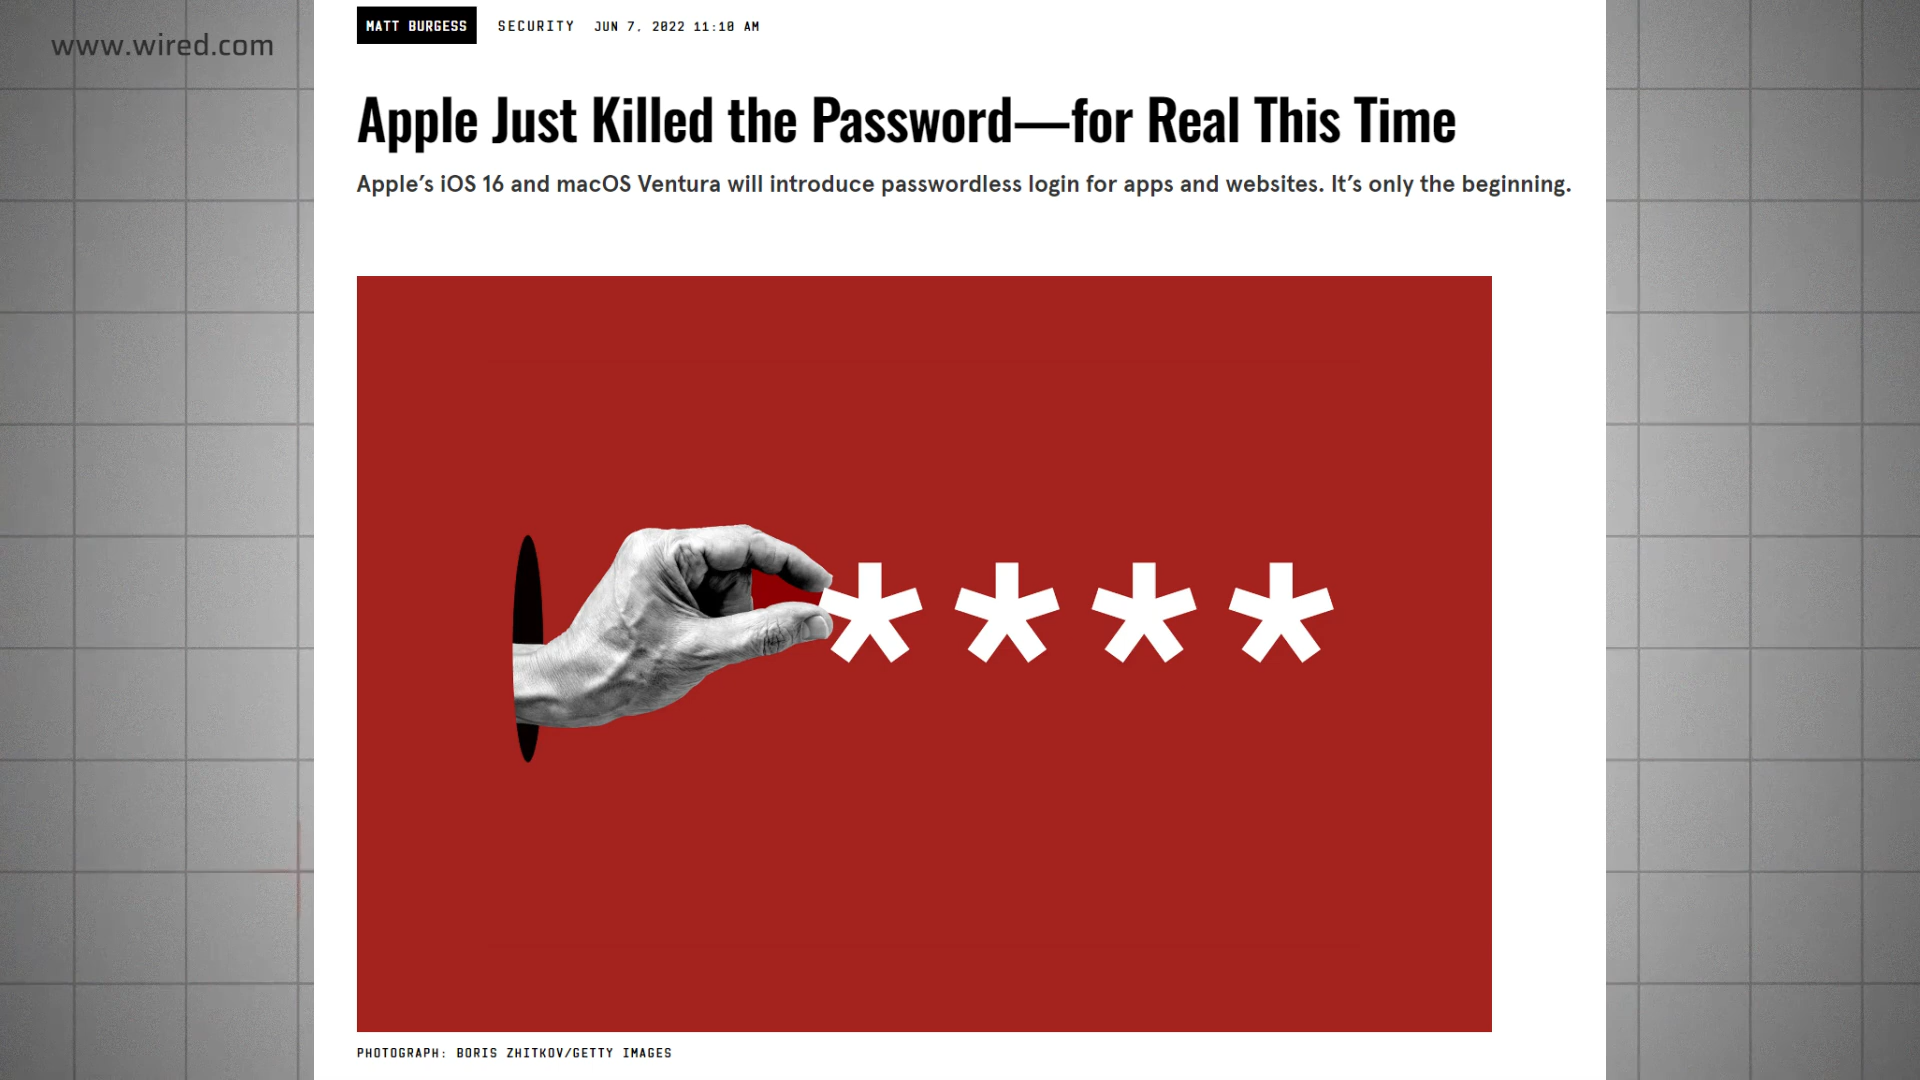 www.wired.com
MATT BURGESS SECURITY JUN 7, 2022 11:10 AM
Apple Just Killed the Password—for Real This Time
Apple’s iOS 16 and macOS Ventura will introduce passwordless login for apps and websites. It’s only the beginning.
****
PHOTOGRAPH: BORIS ZHITKOV/GETTY IMAGES